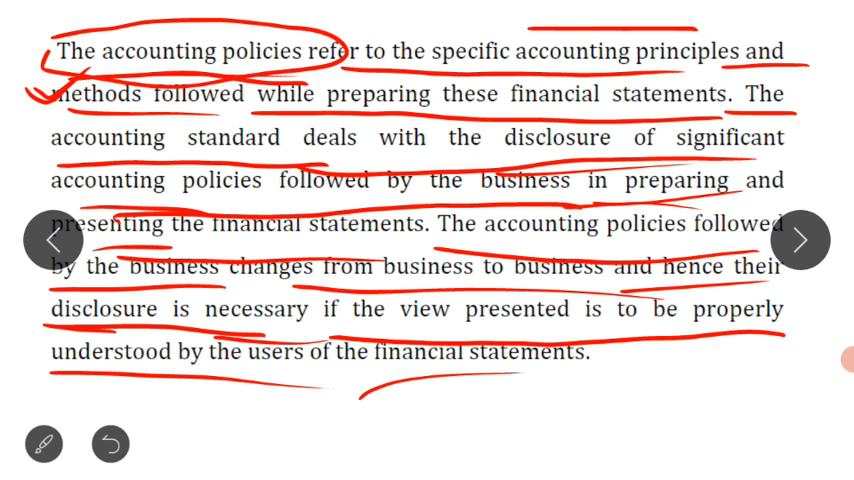 The accounting policies refer to the specific accounting principles and
methods followed while preparing these financial statements. The
accounting standard deals with the disclosure of significant
accounting policies followed by the business in preparing and
presenting the financial statements. The accounting policies followed
by the business changes from business to business and hence their
disclosure is necessary if the view presented is to be properly
understood by the users of the financial statements.